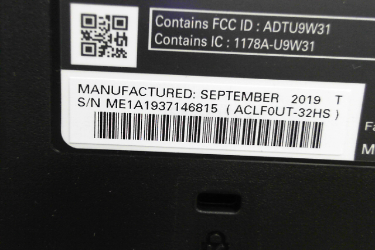 Contains FCC ID : ADTU9W31
Contains IC : 1178A-U9W31
MANUFACTURED: SEPTEMBER 2019 T
S/N ME1A1937146815 ( ACLF0UT-32HS )